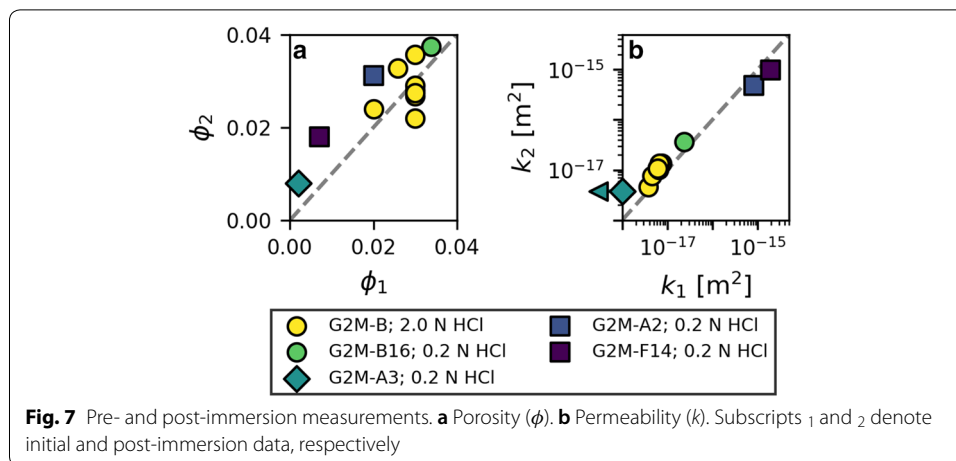 a
b
0.04
0.02
0.00
ϕ₂
0.00 0.02 0.04
ϕ₁
10⁻¹⁵
10⁻¹⁷
k₂ [m²]
10⁻¹⁷ 10⁻¹⁵
k₁ [m²]
G2M-B; 2.0 N HCl
G2M-B16; 0.2 N HCl
G2M-A3; 0.2 N HCl
G2M-A2; 0.2 N HCl
G2M-F14; 0.2 N HCl
Fig. 7 Pre- and post-immersion measurements. a Porosity (ϕ). b Permeability (k). Subscripts ₁ and ₂ denote
initial and post-immersion data, respectively